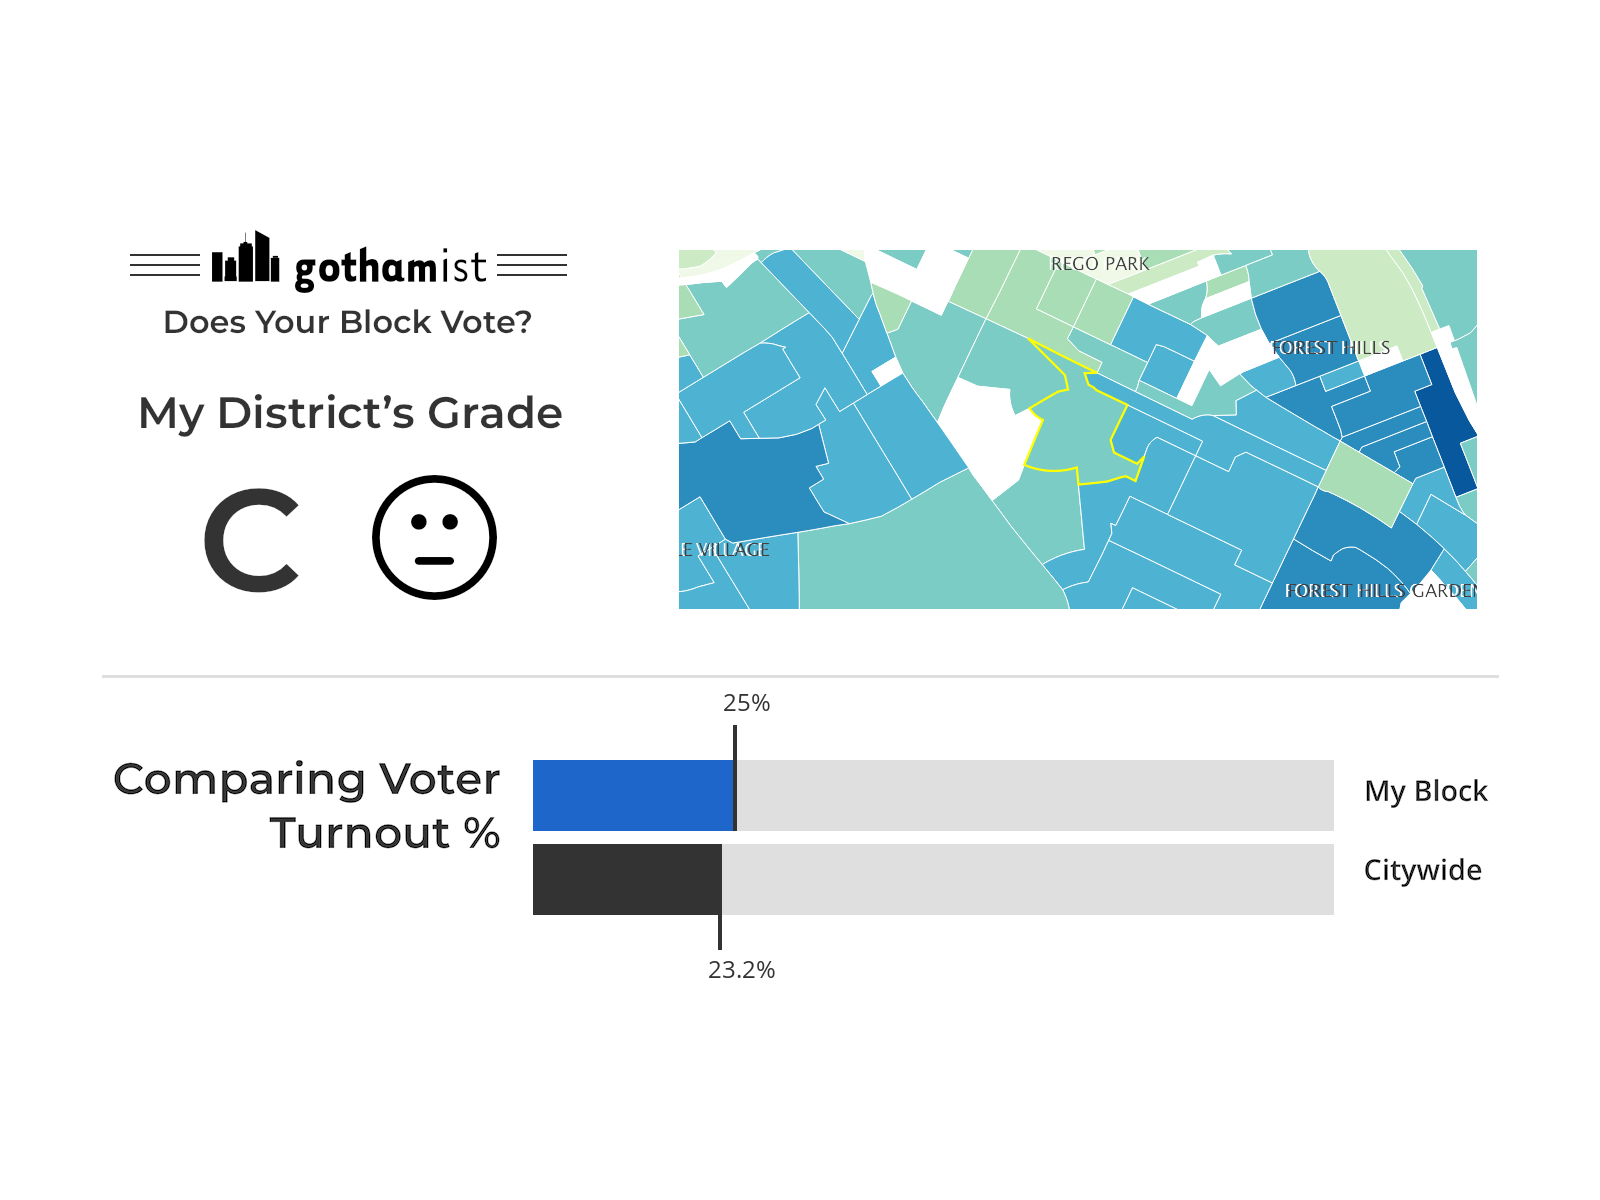 gothamist
Does Your Block Vote?
My District's Grade
C
REGO PARK
FOREST HILLS
LE VILLAGE
FOREST HILLS GARDEN
25%
Comparing Voter
Turnout %
My Block
Citywide
23.2%